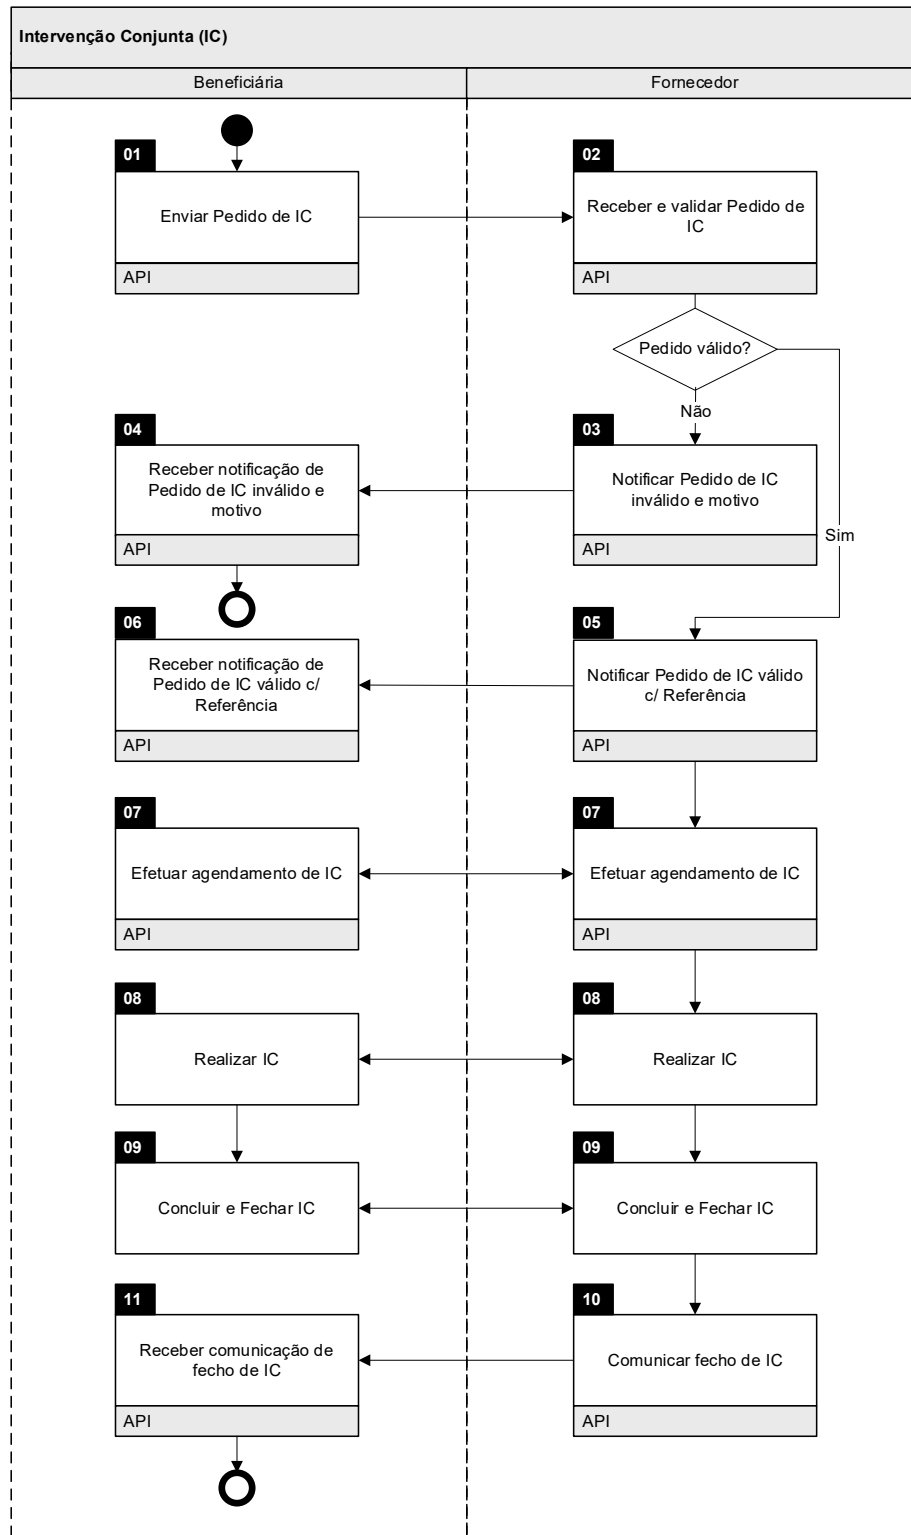 Intervenção Conjunta (IC)
Beneficiária
Fornecedor
01
Enviar Pedido de IC
API
02
Receber e validar Pedido de
IC
API
Pedido válido?
Não
Sim
04
Receber notificação de
Pedido de IC inválido e
motivo
API
03
Notificar Pedido de IC
inválido e motivo
API
06
Receber notificação de
Pedido de IC válido c/
Referência
API
05
Notificar Pedido de IC válido
c/ Referência
API
07
Efetuar agendamento de IC
API
07
Efetuar agendamento de IC
API
08
Realizar IC
08
Realizar IC
09
Concluir e Fechar IC
09
Concluir e Fechar IC
11
Receber comunicação de
fecho de IC
API
10
Comunicar fecho de IC
API